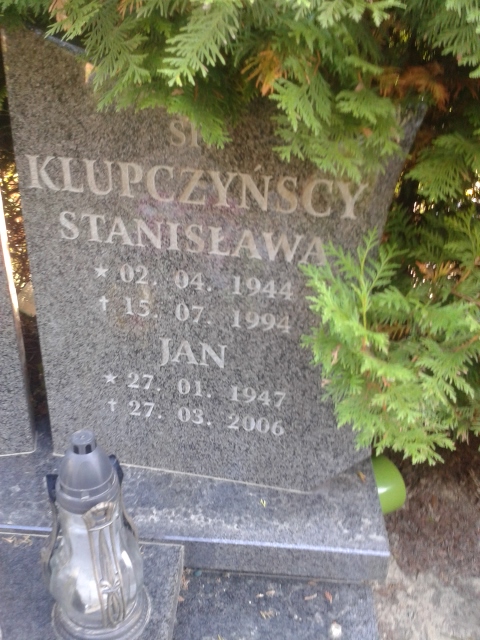 KLUPCZYŃSCY
STANISŁAWA
* 02. 04. 1944
† 15. 07. 1994
JAN
* 27. 01. 1947
† 27. 03. 2006